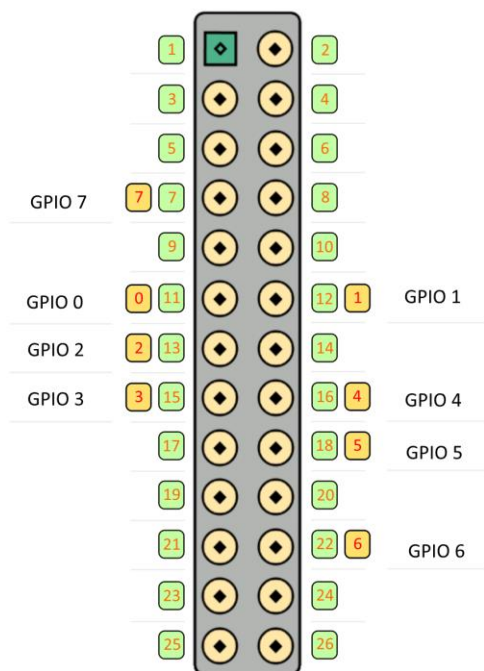 1 2
3 4
5 6
GPIO 7 7 7 8
9 10
GPIO 0 0 11 12 1 GPIO 1
GPIO 2 2 13 14
GPIO 3 3 15 16 4 GPIO 4
17 18 5 GPIO 5
19 20
21 22 6 GPIO 6
23 24
25 26